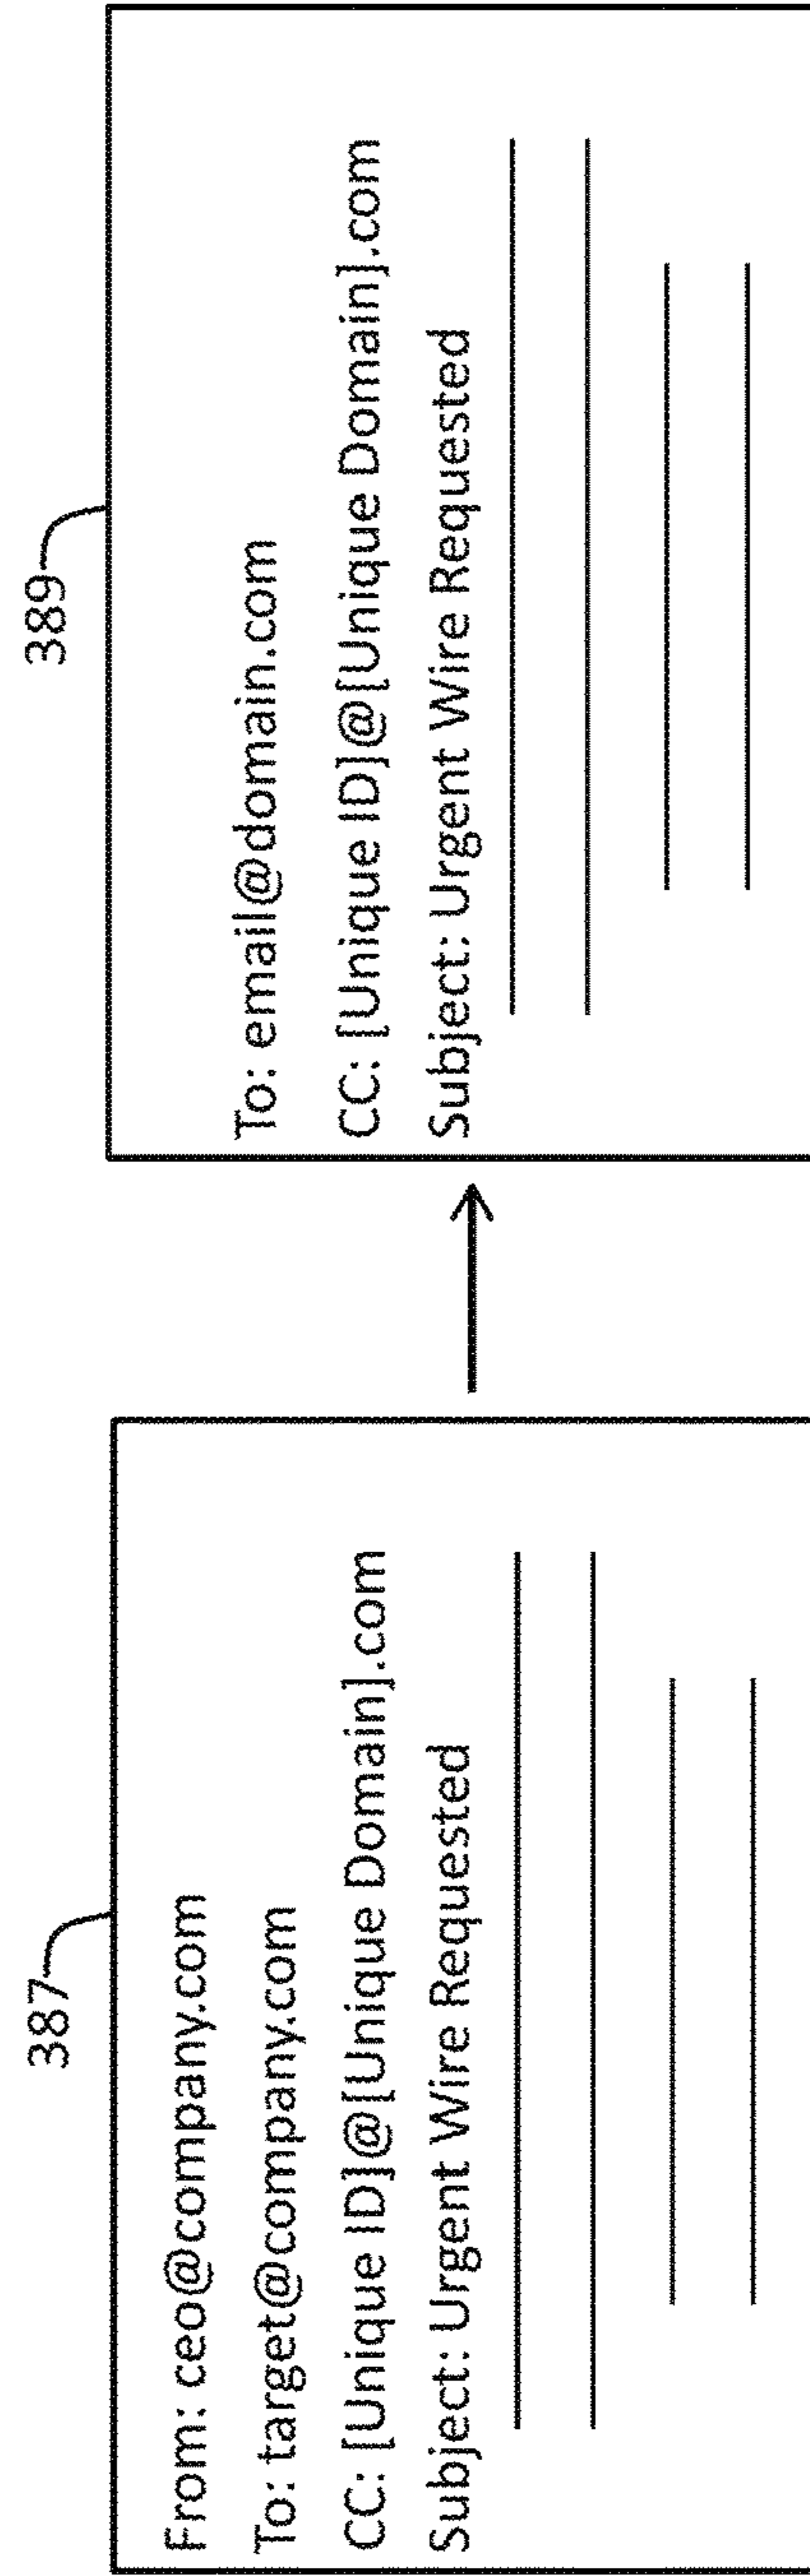 387
From: ceo@company.com
To: target@company.com
CC: [Unique ID]@[Unique Domain].com
Subject: Urgent Wire Requested
389
To: email@domain.com
CC: [Unique ID]@[Unique Domain].com
Subject: Urgent Wire Requested